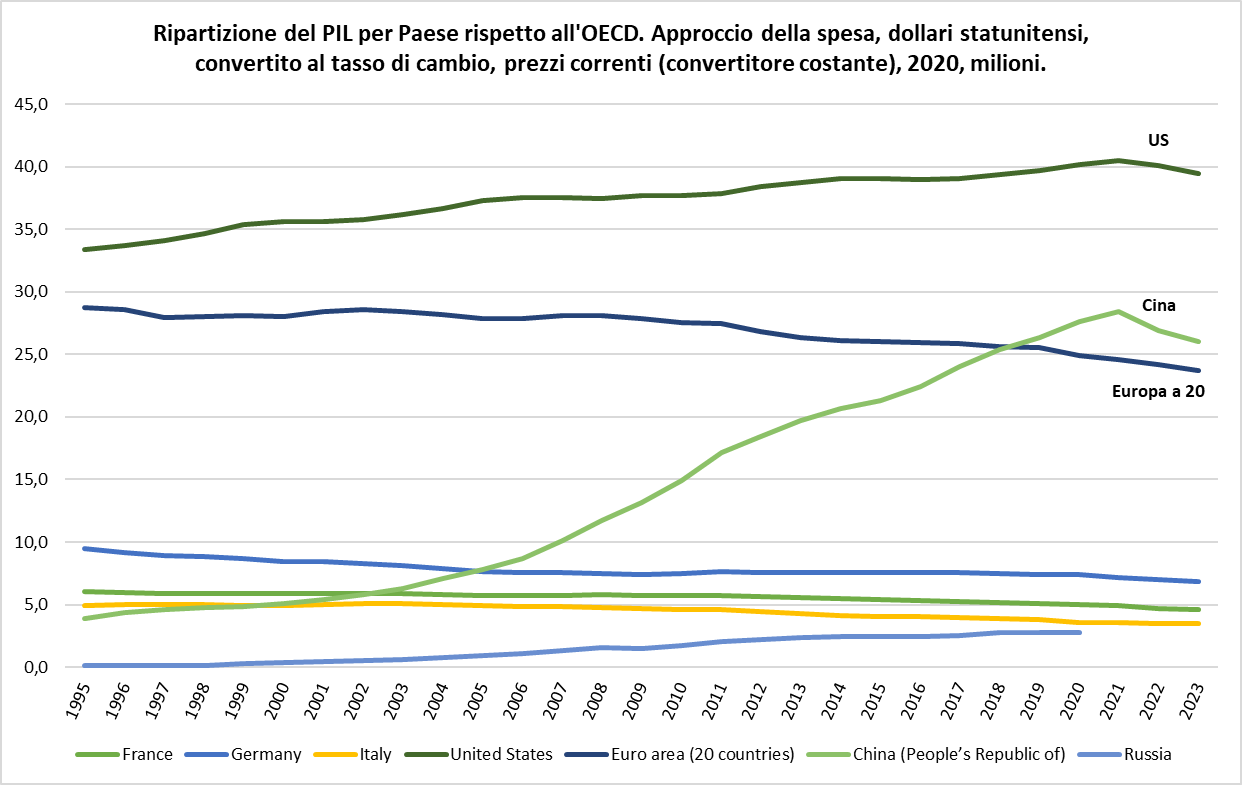 Ripartizione del PIL per Paese rispetto all'OECD. Approccio della spesa, dollari statunitensi,
convertito al tasso di cambio, prezzi correnti (convertitore costante), 2020, milioni.
45,0
40,0
35,0
30,0
25,0
20,0
15,0
10,0
5,0
0,0
US
Cina
Europa a 20
1995 1996 1997 1998 1999 2000 2001 2002 2003 2004 2005 2006 2007 2008 2009 2010 2011 2012 2013 2014 2015 2016 2017 2018 2019 2020 2021 2022 2023
France Germany Italy United States Euro area (20 countries) China (People’s Republic of) Russia